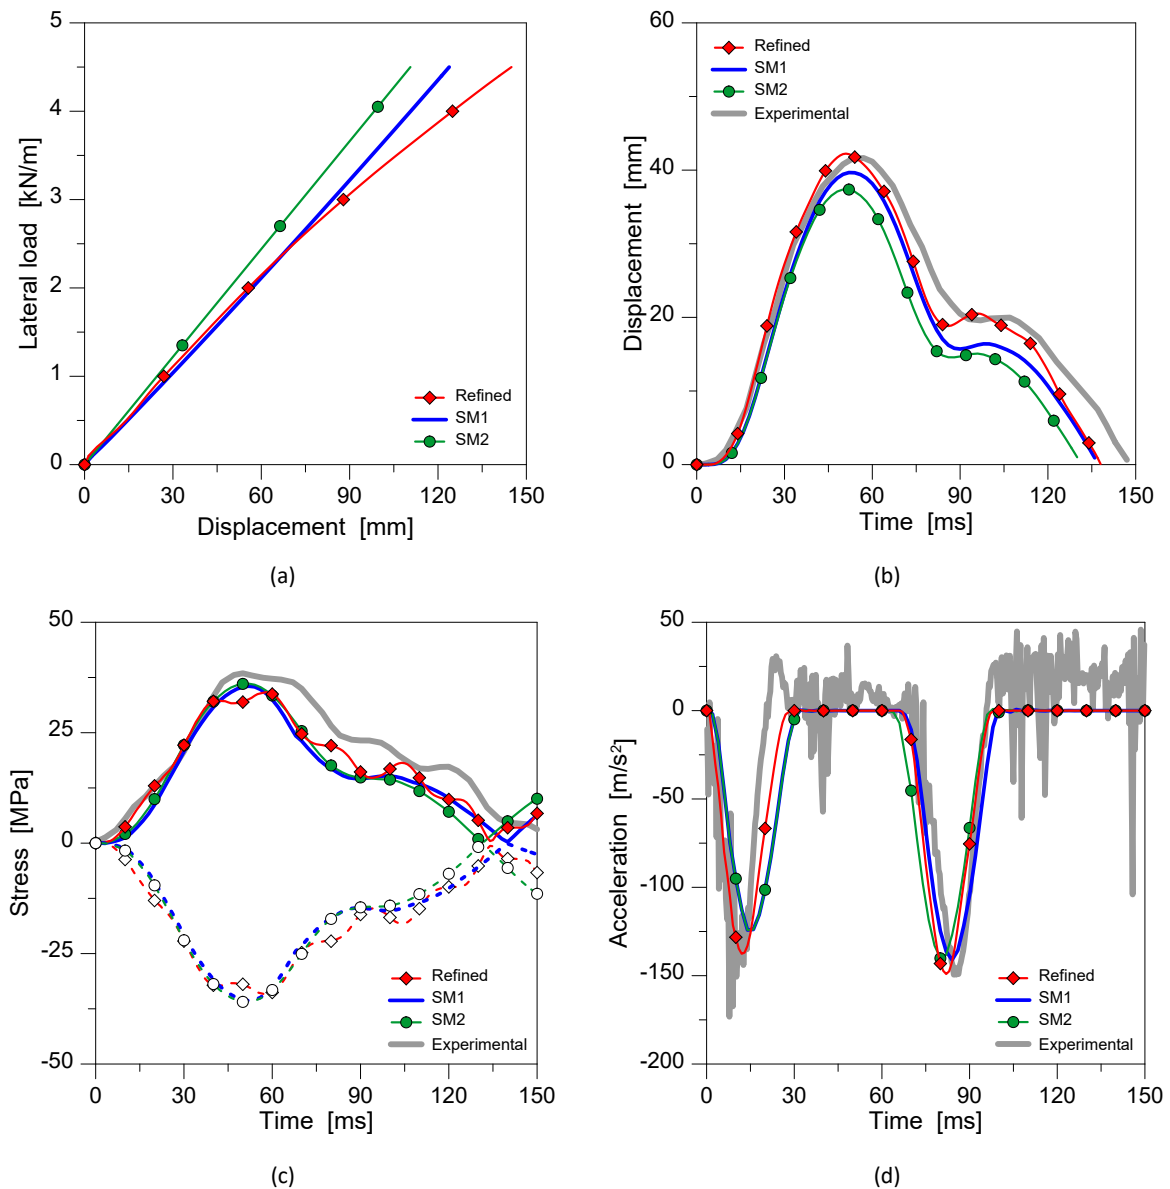 5
4
3
2
1
0
Lateral load [kN/m]
0 30 60 90 120 150
Displacement [mm]
Refined
SM1
SM2
(a)
60
40
20
0
Displacement [mm]
0 30 60 90 120 150
Time [ms]
Refined
SM1
SM2
Experimental
(b)
50
25
0
-25
-50
Stress [MPa]
0 30 60 90 120 150
Time [ms]
Refined
SM1
SM2
Experimental
(c)
50
0
-50
-100
-150
-200
Acceleration [m/s²]
0 30 60 90 120 150
Time [ms]
Refined
SM1
SM2
Experimental
(d)